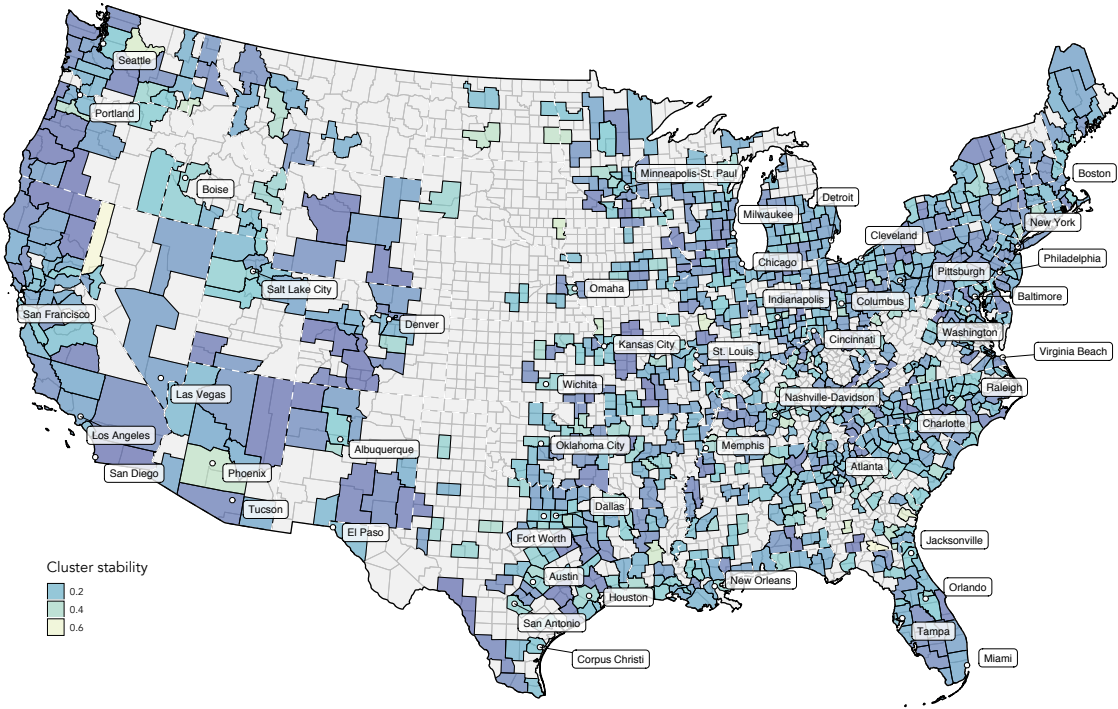 Seattle
Portland
Boise
Minneapolis-St. Paul
Detroit
Milwaukee
Boston
New York
Cleveland
Philadelphia
Chicago
Pittsburgh
Salt Lake City
Omaha
Indianapolis
Columbus
Baltimore
San Francisco
Denver
Washington
Cincinnati
Kansas City
St. Louis
Virginia Beach
Wichita
Raleigh
Las Vegas
Nashville-Davidson
Charlotte
Los Angeles
Albuquerque
Oklahoma City
Memphis
San Diego
Phoenix
Atlanta
Tucson
Dallas
El Paso
Fort Worth
Jacksonville
Austin
New Orleans
Orlando
Houston
San Antonio
Tampa
Corpus Christi
Miami
Cluster stability
0.2
0.4
0.6